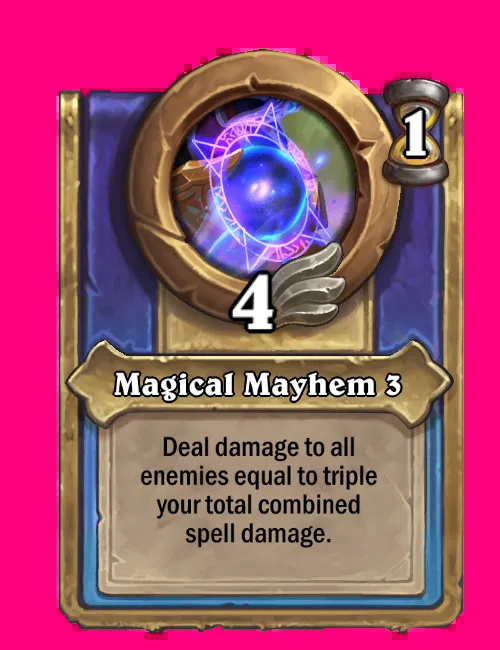 1
4
Magical Mayhem 3
Deal damage to all
enemies equal to triple
your total combined
spell damage.